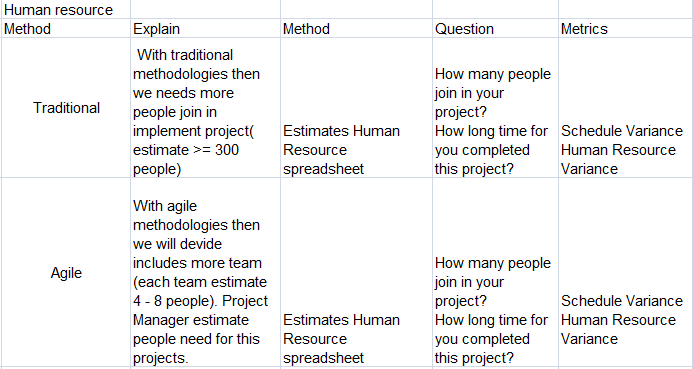 Human resource
Method Explain Method Question Metrics
Traditional
With traditional
methodologies then
we needs more
people join in
implement project(
estimate >= 300
people)
Estimates Human
Resource
spreadsheet
How many people
join in your
project?
How long time for
you completed
this project?
Schedule Variance
Human Resource
Variance
Agile
With agile
methodologies then
we will devide
includes more team
(each team estimate
4 - 8 people). Project
Manager estimate
people need for this
projects.
Estimates Human
Resource
spreadsheet
How many people
join in your
project?
How long time for
you completed
this project?
Schedule Variance
Human Resource
Variance